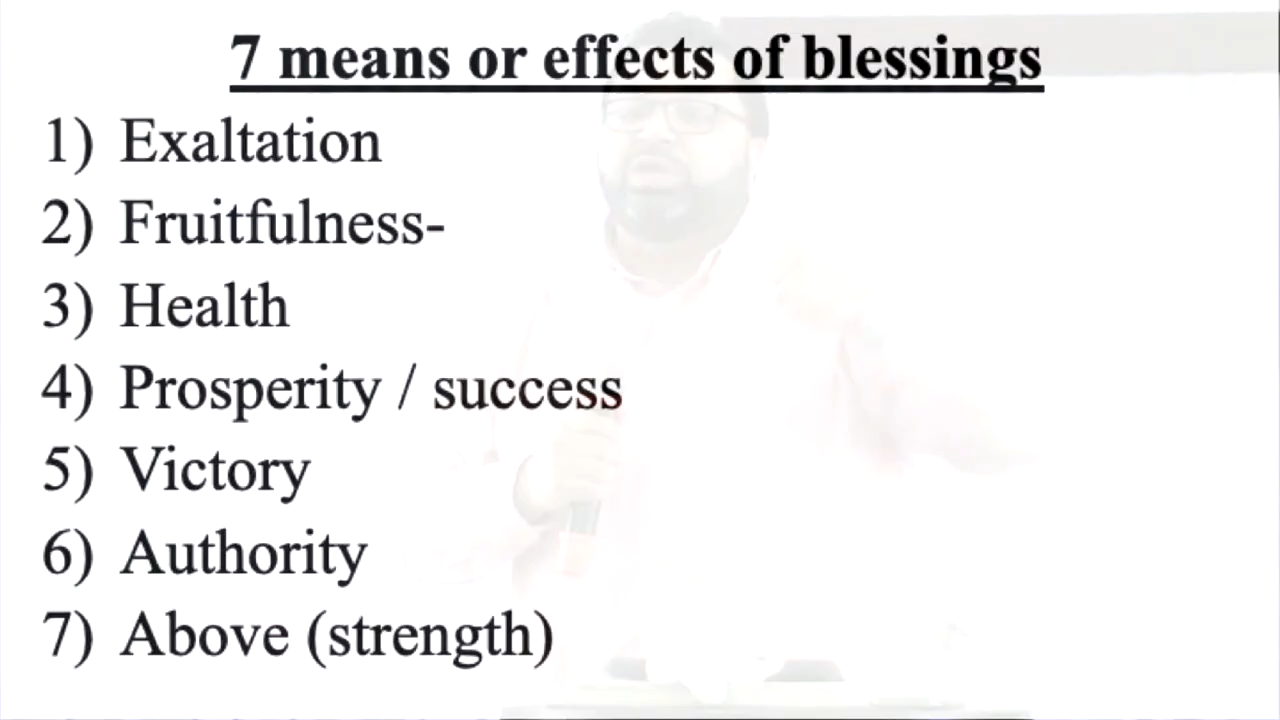 7 means or effects of blessings
1) Exaltation
2) Fruitfulness-
3) Health
4) Prosperity / success
5) Victory
6) Authority
7) Above (strength)